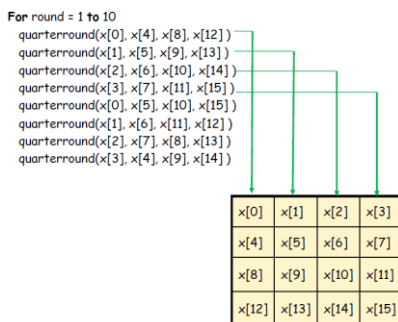 For round = 1 to 10
quarterround(x[0], x[4], x[8], x[12] )
quarterround(x[1], x[5], x[9], x[13] )
quarterround(x[2], x[6], x[10], x[14] )
quarterround(x[3], x[7], x[11], x[15] )
quarterround(x[0], x[5], x[10], x[15] )
quarterround(x[1], x[6], x[11], x[12] )
quarterround(x[2], x[7], x[8], x[13] )
quarterround(x[3], x[4], x[9], x[14] )
x[0] x[1] x[2] x[3]
x[4] x[5] x[6] x[7]
x[8] x[9] x[10] x[11]
x[12] x[13] x[14] x[15]